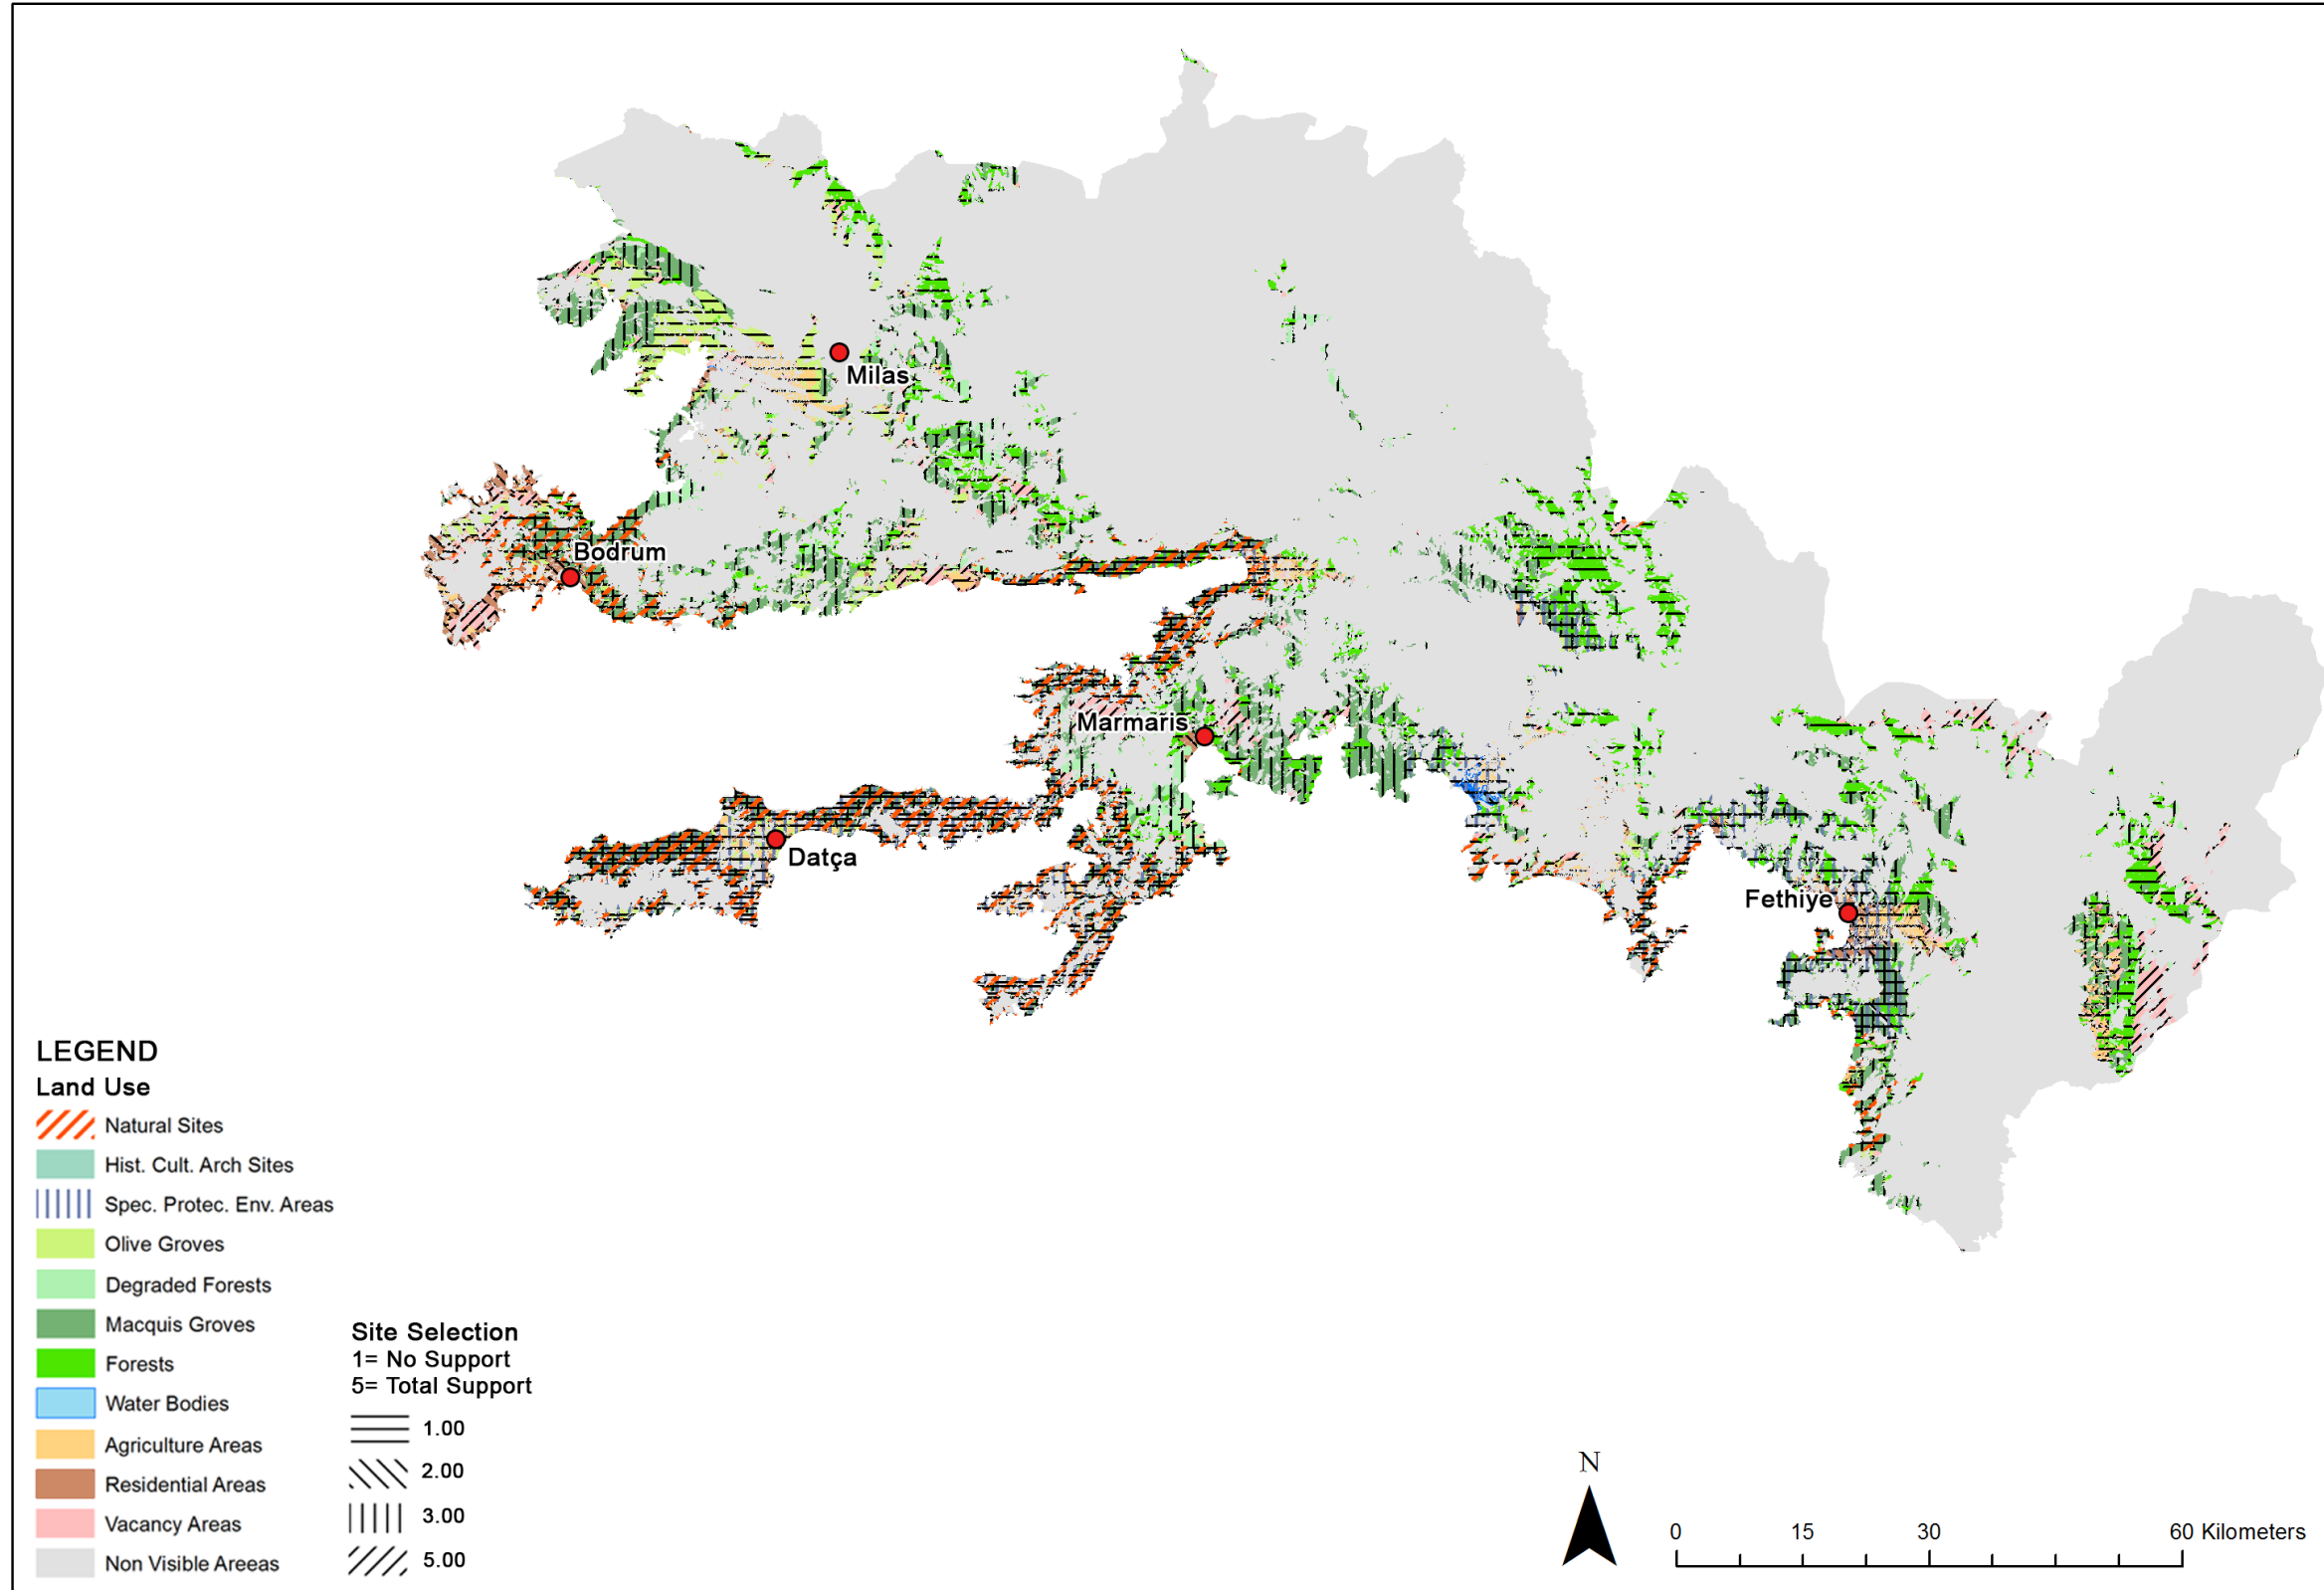 Milas
Bodrum
Marmaris
Datça
Fethiye
LEGEND
Land Use
Natural Sites
Hist. Cult. Arch Sites
Spec. Protec. Env. Areas
Olive Groves
Degraded Forests
Macquis Groves
Forests
Water Bodies
Agriculture Areas
Residential Areas
Vacancy Areas
Non Visible Areeas
Site Selection
1= No Support
5= Total Support
1.00
2.00
3.00
5.00
N
0 15 30 60 Kilometers